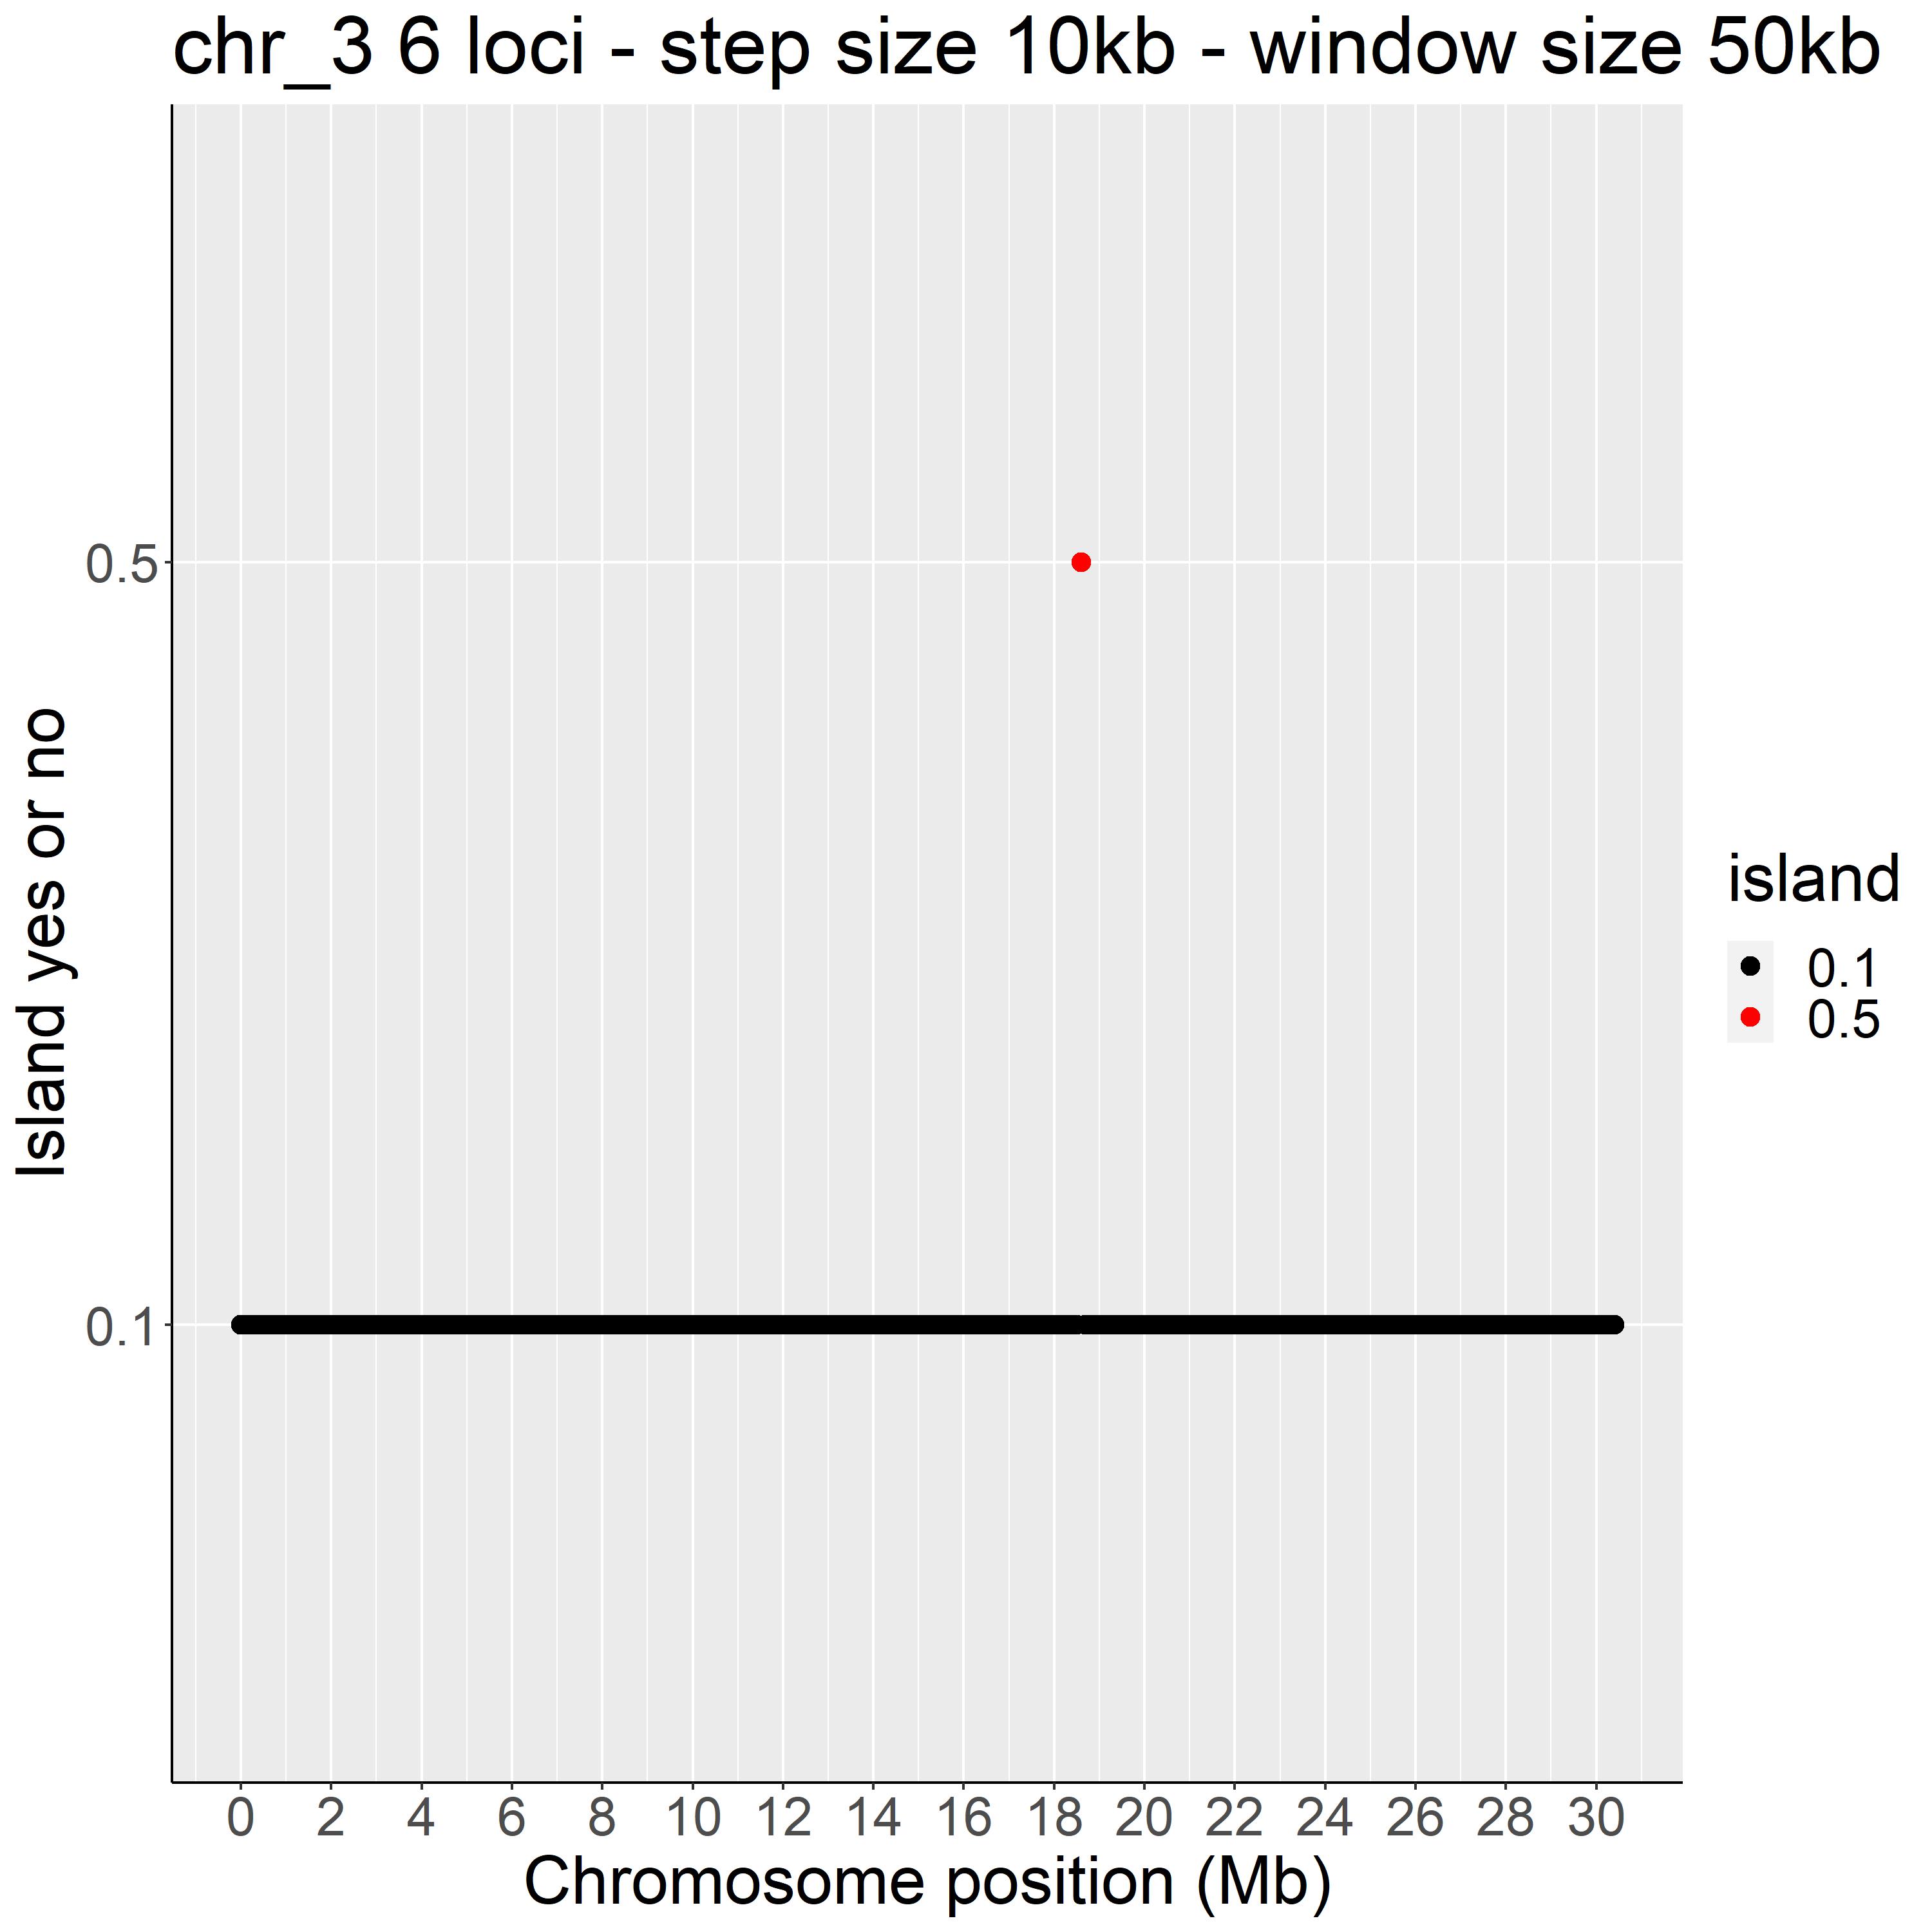 chr_3 6 loci - step size 10kb - window size 50kb
Island yes or no
0.5
0.1
island
0.1
0.5
0 2 4 6 8 10 12 14 16 18 20 22 24 26 28 30
Chromosome position (Mb)